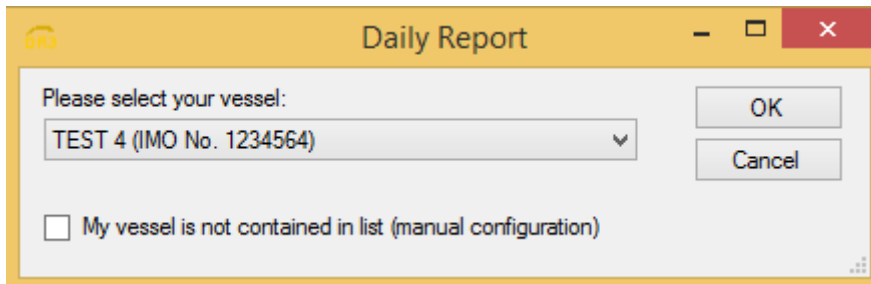 Daily Report
Please select your vessel:
OK
TEST 4 (IMO No. 1234564)
Cancel
My vessel is not contained in list (manual configuration)